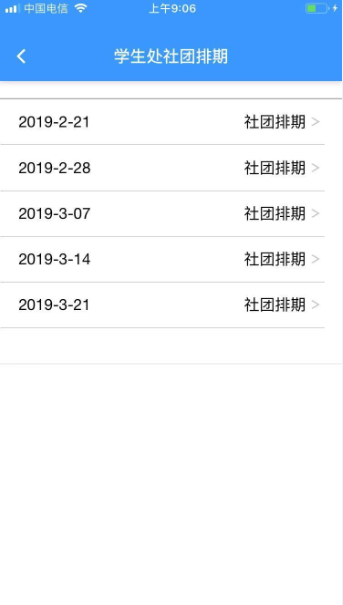 中国电信 上午9:06
学生处社团排期
2019-2-21 社团排期 >
2019-2-28 社团排期 >
2019-3-07 社团排期 >
2019-3-14 社团排期 >
2019-3-21 社团排期 >